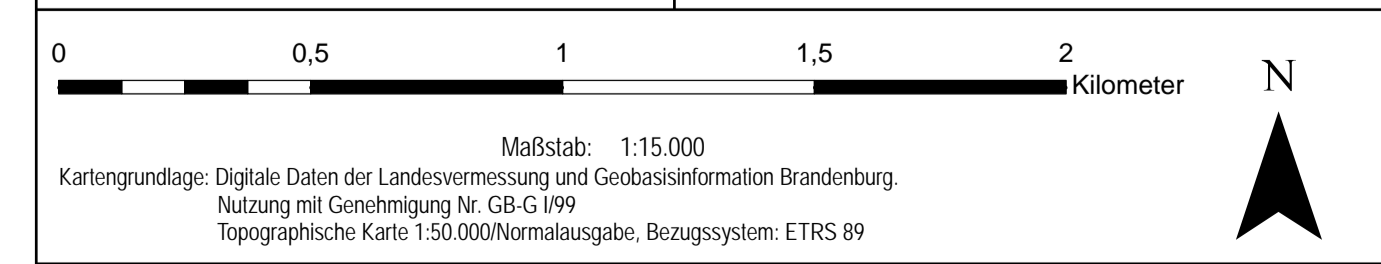 0 0,5 1 1,5 2
Kilometer
N
Maßstab: 1:15.000
Kartengrundlage: Digitale Daten der Landesvermessung und Geobasisinformation Brandenburg.
Nutzung mit Genehmigung Nr. GB-G I/99
Topographische Karte 1:50.000/Normalausgabe, Bezugssystem: ETRS 89